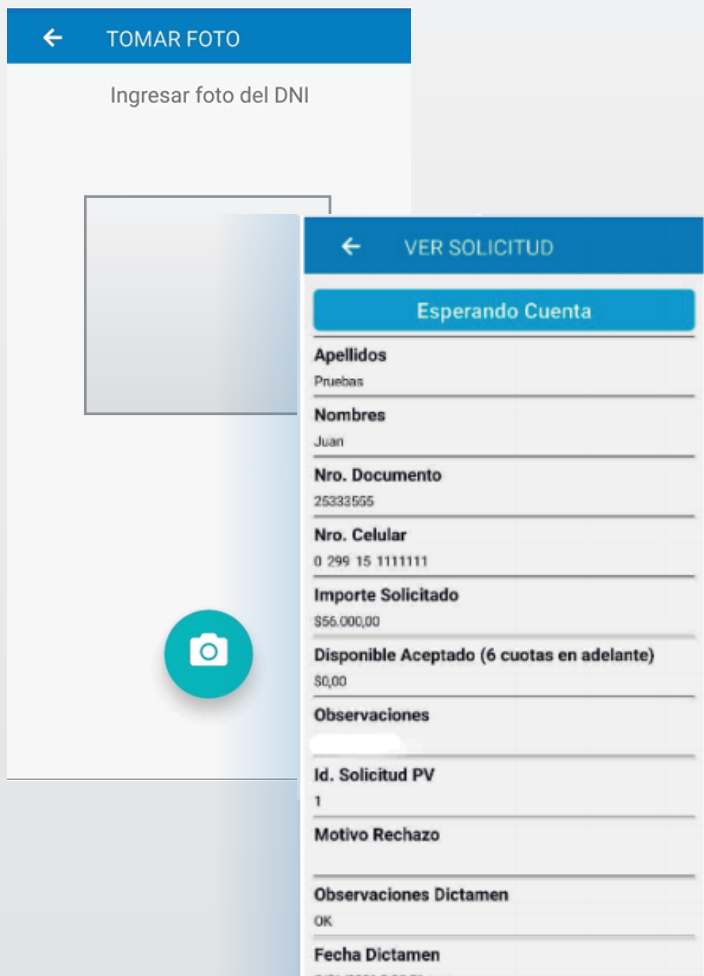 TOMAR FOTO
Ingresar foto del DNI
VER SOLICITUD
Esperando Cuenta
Apellidos
Pruebas
Nombres
Juan
Nro. Documento
25333555
Nro. Celular
0 299 15 1111111
Importe Solicitado
$56.000,00
Disponible Aceptado (6 cuotas en adelante)
$0,00
Observaciones
Id. Solicitud PV
1
Motivo Rechazo
Observaciones Dictamen
OK
Fecha Dictamen